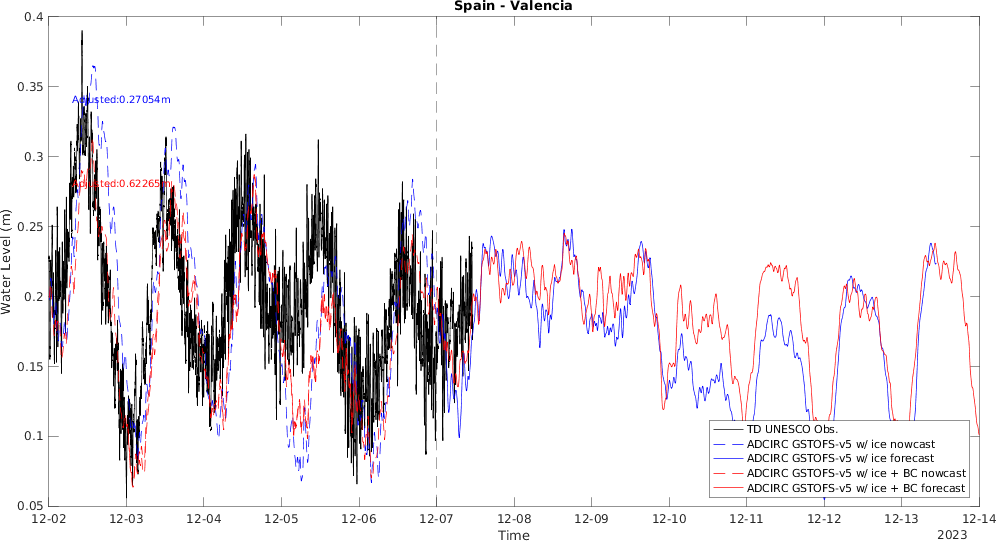 Spain - Valencia
0.4
0.35
0.3
0.25
0.2
0.15
0.1
0.05
Water Level (m)
Adjusted:0.27054m
Adjusted:0.62265m
TD UNESCO Obs.
ADCIRC GSTOFS-v5 w/ ice nowcast
ADCIRC GSTOFS-v5 w/ ice forecast
ADCIRC GSTOFS-v5 w/ ice + BC nowcast
ADCIRC GSTOFS-v5 w/ ice + BC forecast
12-02 12-03 12-04 12-05 12-06 12-07 12-08 12-09 12-10 12-11 12-12 12-13 12-14
Time
2023